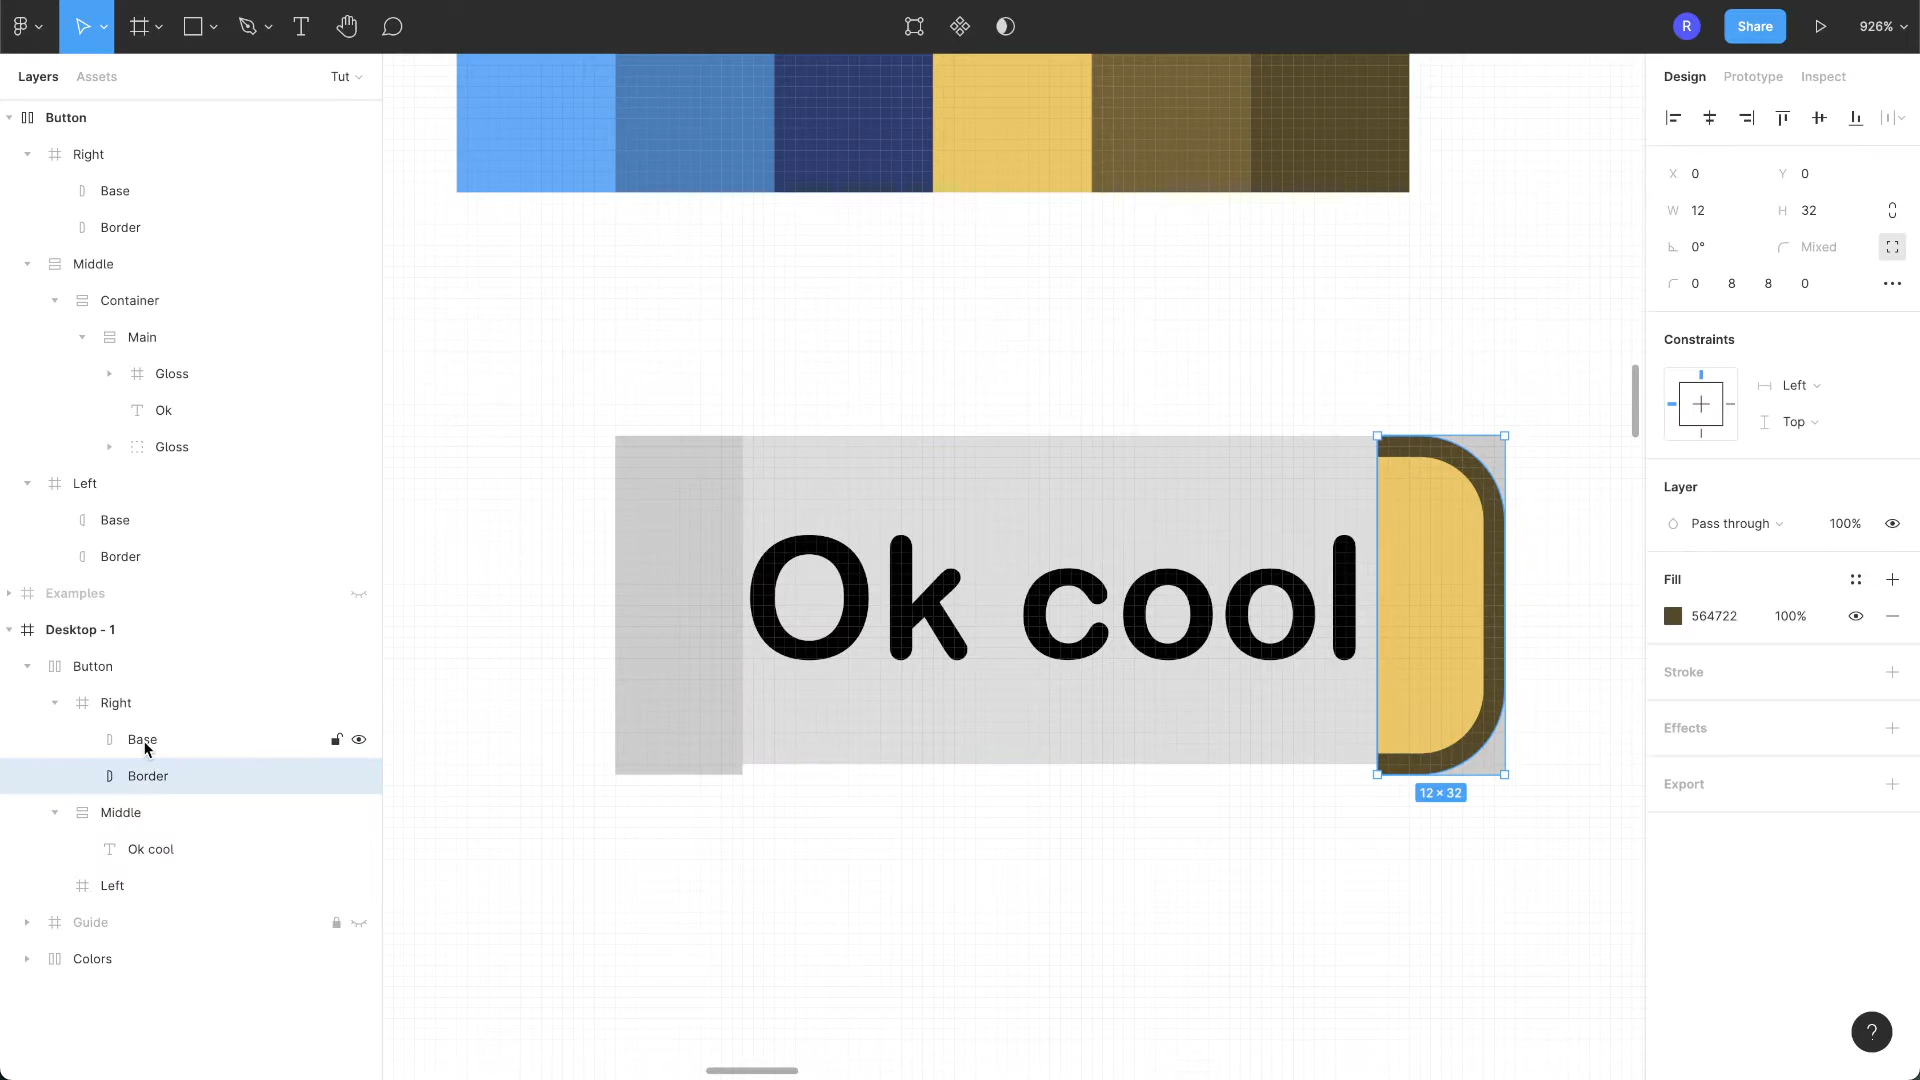 R
Share
926%
Layers
Assets
Tut
Button
Right
Base
Border
Middle
Container
Main
Gloss
Ok
Gloss
Left
Base
Border
Examples
Desktop - 1
Button
Right
Base
Border
Middle
Ok cool
Left
Guide
Colors
Ok cool
12 × 32
Design
Prototype
Inspect
X 0
Y 0
W 12
H 32
0°
Mixed
0 8 8 0
Constraints
Left
Top
Layer
Pass through
100%
Fill
564722
100%
Stroke
Effects
Export
?